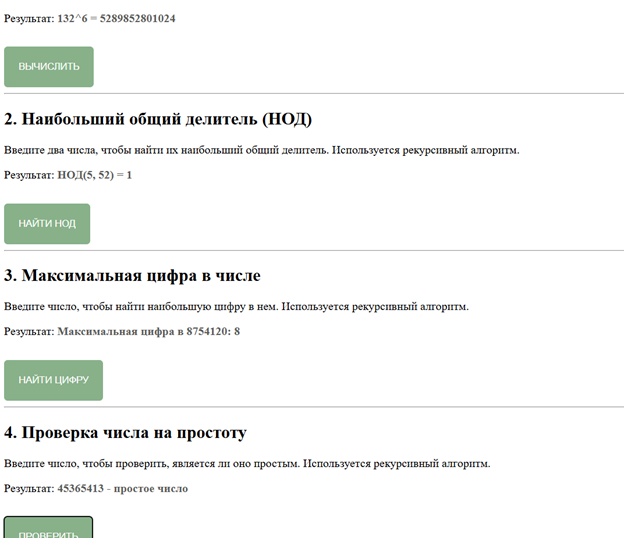 Результат: 132^6 = 5289852801024
ВЫЧИСЛИТЬ
2. Наибольший общий делитель (НОД)
Введите два числа, чтобы найти их наибольший общий делитель. Используется рекурсивный алгоритм.
Результат: НОД(5, 52) = 1
НАЙТИ НОД
3. Максимальная цифра в числе
Введите число, чтобы найти наибольшую цифру в нем. Используется рекурсивный алгоритм.
Результат: Максимальная цифра в 8754120: 8
НАЙТИ ЦИФРУ
4. Проверка числа на простоту
Введите число, чтобы проверить, является ли оно простым. Используется рекурсивный алгоритм.
Результат: 45365413 - простое число
ПРОВЕРИТЬ